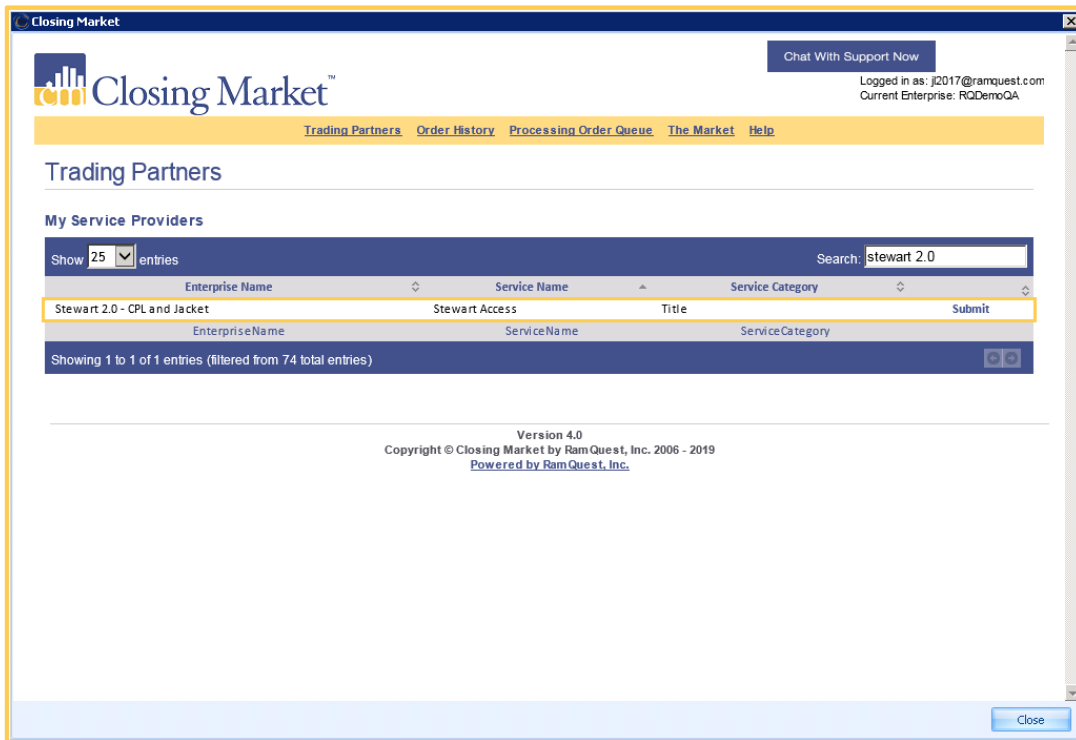 Closing Market
Chat With Support Now
cm Closing Market™
Logged in as: jl2017@ramquest.com
Current Enterprise: RQDemoQA
Trading Partners Order History Processing Order Queue The Market Help
Trading Partners
My Service Providers
Show 25 entries Search: stewart 2.0
Enterprise Name Service Name Service Category
Stewart 2.0 - CPL and Jacket Stewart Access Title Submit
EnterpriseName ServiceName ServiceCategory
Showing 1 to 1 of 1 entries (filtered from 74 total entries)
Version 4.0
Copyright © Closing Market by RamQuest, Inc. 2006 - 2019
Powered by RamQuest, Inc.
Close